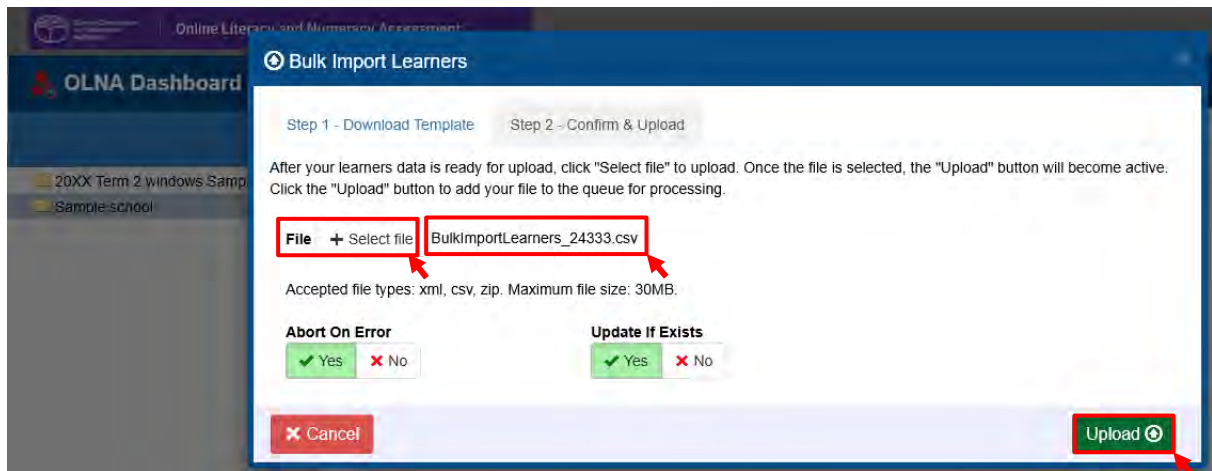 Online Literacy and Numeracy Assessment
Bulk Import Learners
OLNA Dashboard
Step 1 - Download Template Step 2 - Confirm & Upload
After your learners data is ready for upload, click "Select file" to upload. Once the file is selected, the "Upload" button will become active.
Click the "Upload" button to add your file to the queue for processing.
20XX Term 2 windows Samp
Sample school
File + Select file BulkImportLearners_24333.csv
Accepted file types: xml, csv, zip. Maximum file size: 30MB.
Abort On Error Update If Exists
Yes No Yes No
Cancel Upload